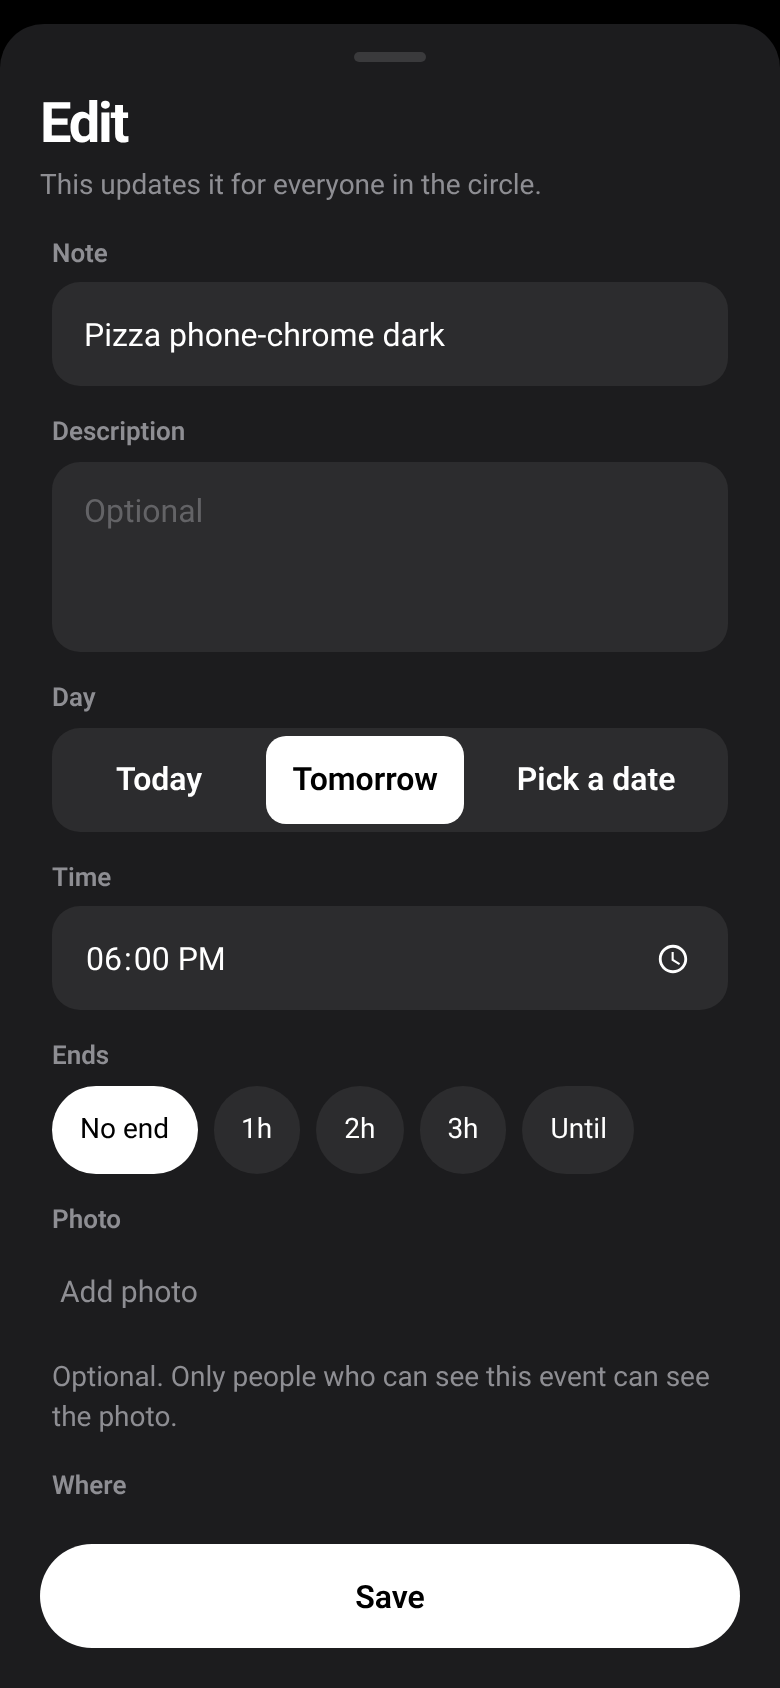 Edit
This updates it for everyone in the circle.
Note
Pizza phone-chrome dark
Description
Optional
Day
Today Tomorrow Pick a date
Time
06:00 PM
Ends
No end 1h 2h 3h Until
Photo
Add photo
Optional. Only people who can see this event can see
the photo.
Where
Save